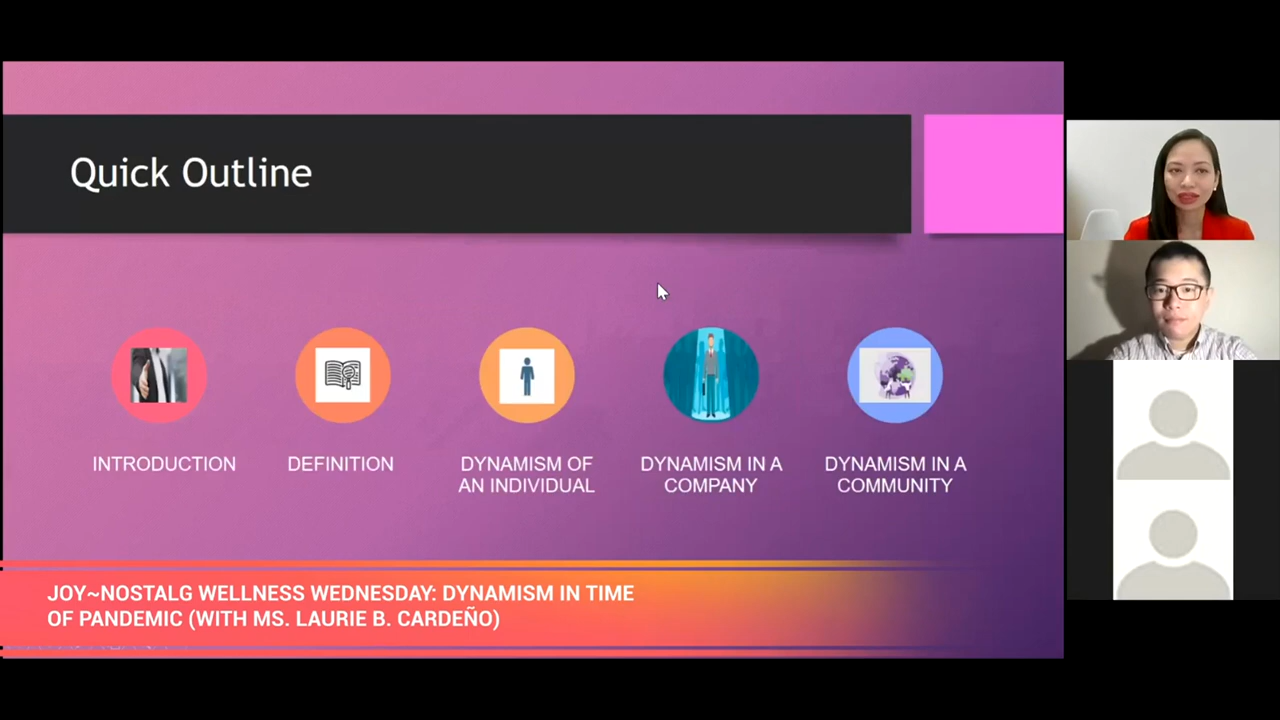 Quick Outline
INTRODUCTION
DEFINITION
DYNAMISM OF
AN INDIVIDUAL
DYNAMISM IN A
COMPANY
DYNAMISM IN A
COMMUNITY
JOY~NOSTALG WELLNESS WEDNESDAY: DYNAMISM IN TIME
OF PANDEMIC (WITH MS. LAURIE B. CARDEÑO)